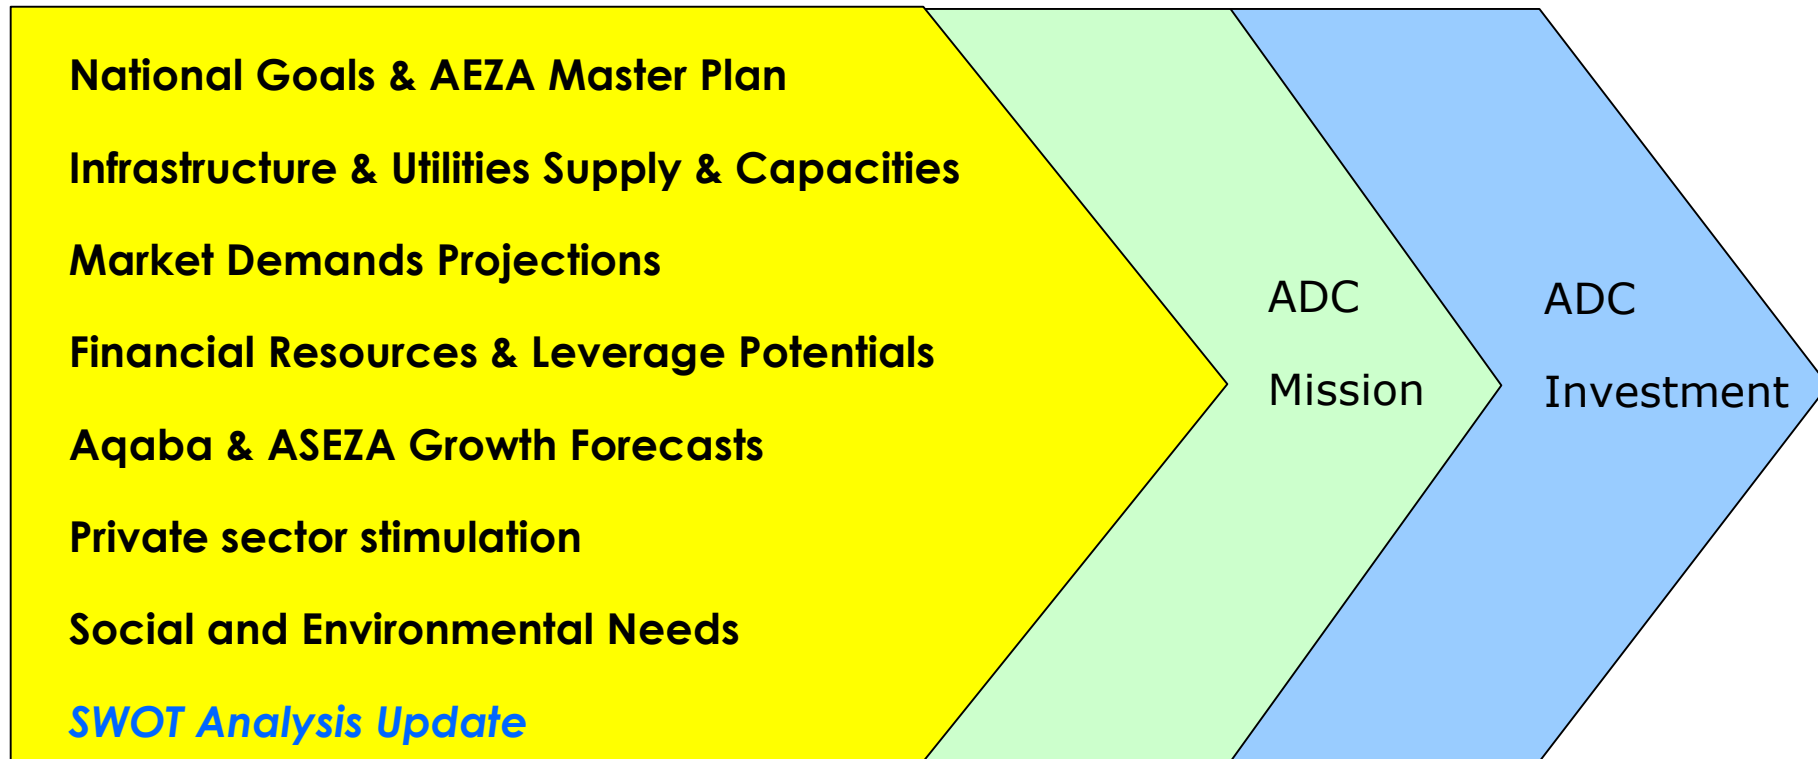 National Goals & AEZA Master Plan
Infrastructure & Utilities Supply & Capacities
Market Demands Projections
Financial Resources & Leverage Potentials
Aqaba & ASEZA Growth Forecasts
Private sector stimulation
Social and Environmental Needs
SWOT Analysis Update
ADC
Mission
ADC
Investment